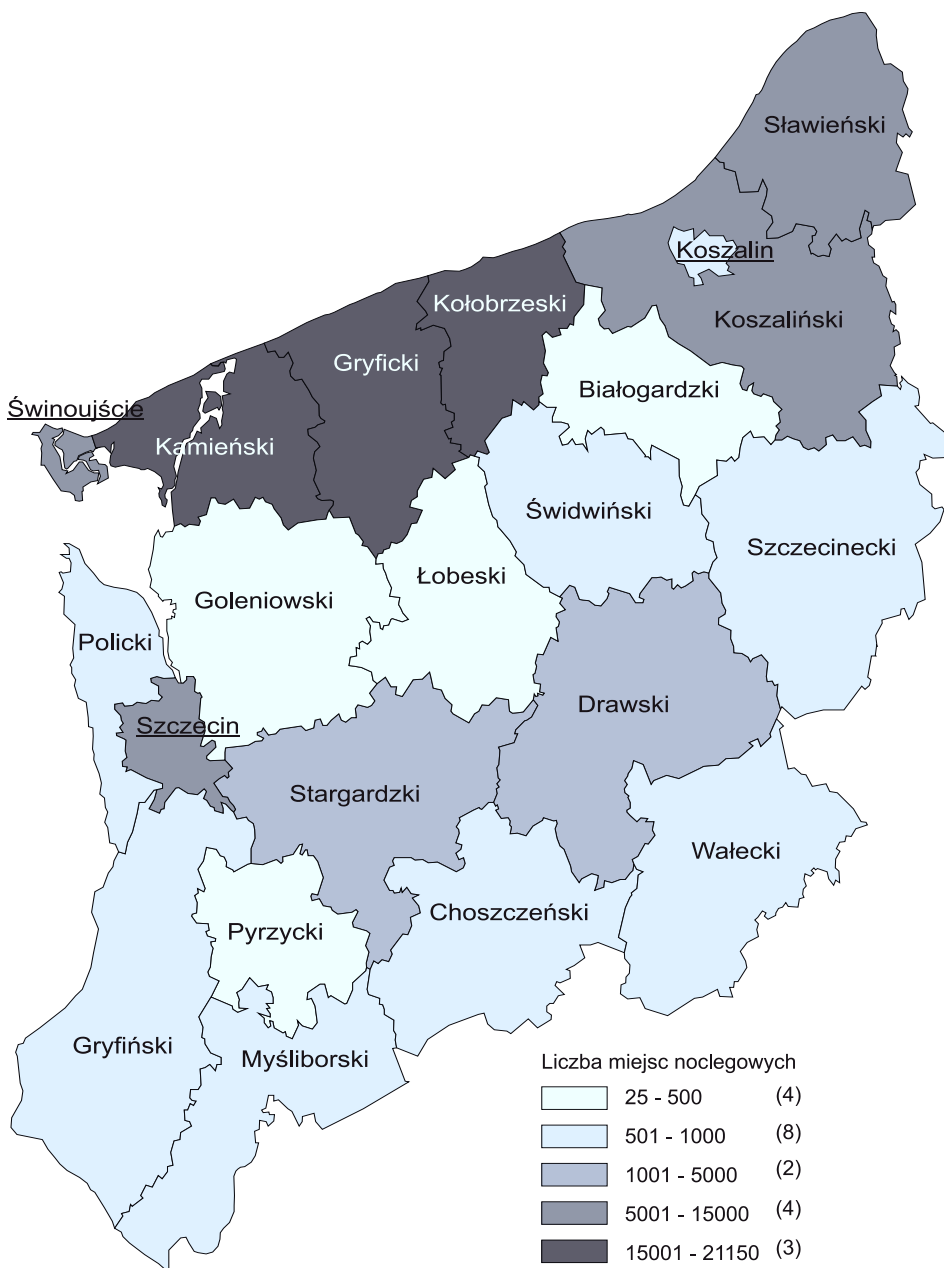 Sławieński
Koszalin
Kołobrzeski
Koszaliński
Gryficki
Białogardzki
Świnoujście
Kamieński
Świdwiński
Szczecinecki
Łobeski
Goleniowski
Policki
Drawski
Szczecin
Stargardzki
Wałecki
Choszczeński
Pyrzycki
Gryfiński
Myśliborski
Liczba miejsc noclegowych
25 - 500 (4)
501 - 1000 (8)
1001 - 5000 (2)
5001 - 15000 (4)
15001 - 21150 (3)